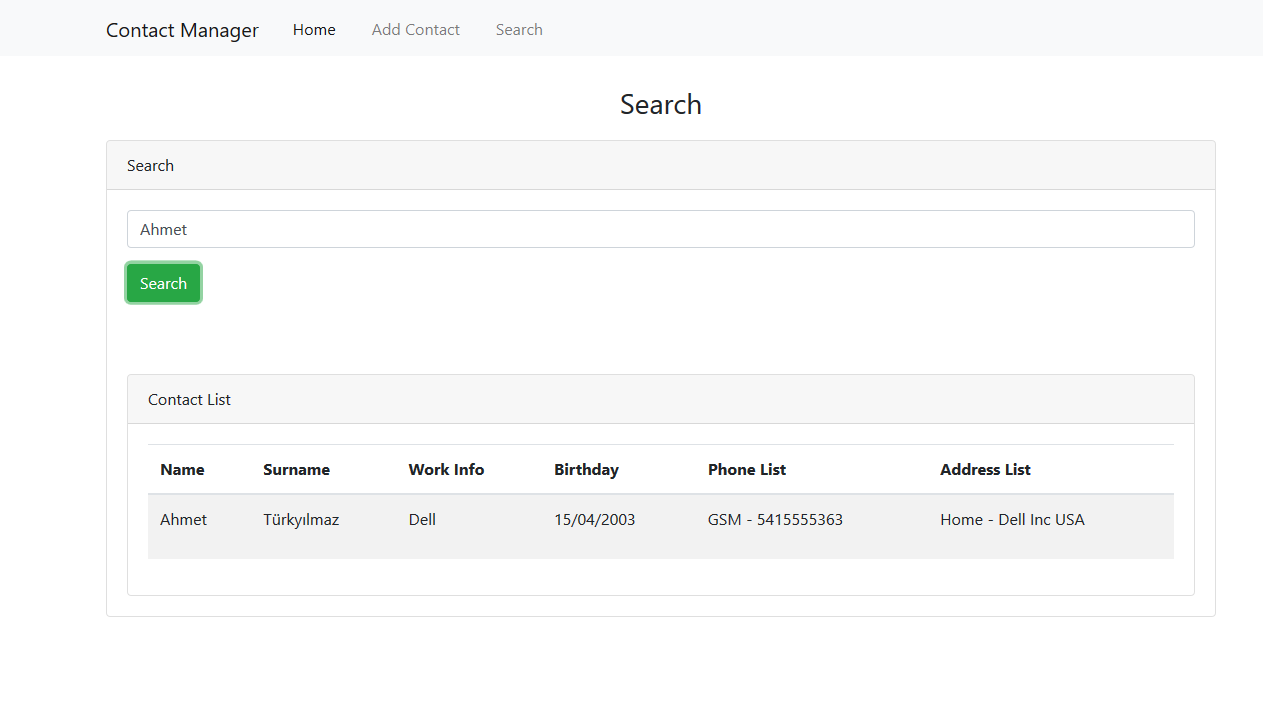 Contact Manager Home Add Contact Search
Search
Search
Ahmet
Search
Contact List
Name Surname Work Info Birthday Phone List Address List
Ahmet Türkyılmaz Dell 15/04/2003 GSM - 5415555363 Home - Dell Inc USA